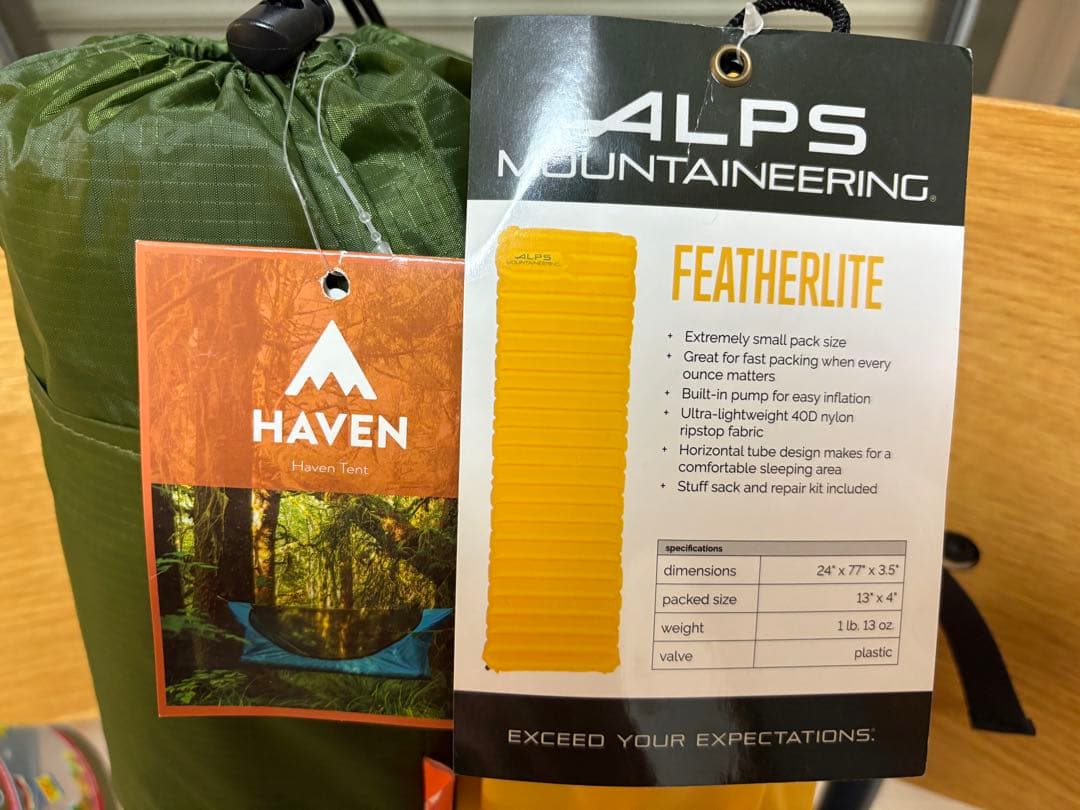 HAVEN
Haven Tent
ALPS
MOUNTAINEERING®
ALPS
MOUNTAINEERING
FEATHERLITE
+ Extremely small pack size
+ Great for fast packing when every
ounce matters
+ Built-in pump for easy inflation
+ Ultra-lightweight 40D nylon
ripstop fabric
+ Horizontal tube design makes for a
comfortable sleeping area
+ Stuff sack and repair kit included
specifications
dimensions 24" x 77" x 3.5"
packed size 13" x 4"
weight 1 lb. 13 oz.
valve plastic
EXCEED YOUR EXPECTATIONS.